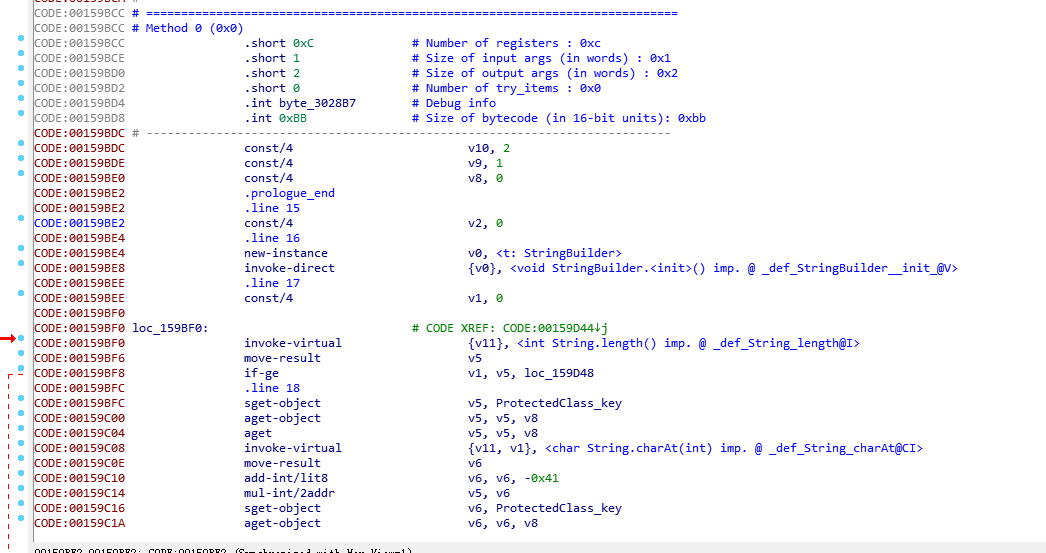 CODE:00159BCA #
CODE:00159BCC # ===============================================================================
CODE:00159BCC # Method 0 (0x0)
CODE:00159BCC .short 0xC # Number of registers : 0xc
CODE:00159BCE .short 1 # Size of input args (in words) : 0x1
CODE:00159BD0 .short 2 # Size of output args (in words) : 0x2
CODE:00159BD2 .short 0 # Number of try_items : 0x0
CODE:00159BD4 .int byte_3028B7 # Debug info
CODE:00159BD8 .int 0xBB # Size of bytecode (in 16-bit units): 0xbb
CODE:00159BDC # ------------------------------------------------------------------------------
CODE:00159BDC const/4 v10, 2
CODE:00159BDE const/4 v9, 1
CODE:00159BE0 const/4 v8, 0
CODE:00159BE2 .prologue_end
CODE:00159BE2 .line 15
CODE:00159BE2 const/4 v2, 0
CODE:00159BE4 .line 16
CODE:00159BE4 new-instance v0, <t: StringBuilder>
CODE:00159BE8 invoke-direct {v0}, <void StringBuilder.<init>() imp. @ _def_StringBuilder__init_@V>
CODE:00159BEE .line 17
CODE:00159BEE const/4 v1, 0
CODE:00159BF0
CODE:00159BF0 loc_159BF0: # CODE XREF: CODE:00159D44↓j
CODE:00159BF0 invoke-virtual {v11}, <int String.length() imp. @ _def_String_length@I>
CODE:00159BF6 move-result v5
CODE:00159BF8 if-ge v1, v5, loc_159D48
CODE:00159BFC .line 18
CODE:00159BFC sget-object v5, ProtectedClass_key
CODE:00159C00 aget-object v5, v5, v8
CODE:00159C04 aget v5, v5, v8
CODE:00159C08 invoke-virtual {v11, v1}, <char String.charAt(int) imp. @ _def_String_charAt@CI>
CODE:00159C0E move-result v6
CODE:00159C10 add-int/lit8 v6, v6, -0x41
CODE:00159C14 mul-int/2addr v5, v6
CODE:00159C16 sget-object v6, ProtectedClass_key
CODE:00159C1A aget-object v6, v6, v8